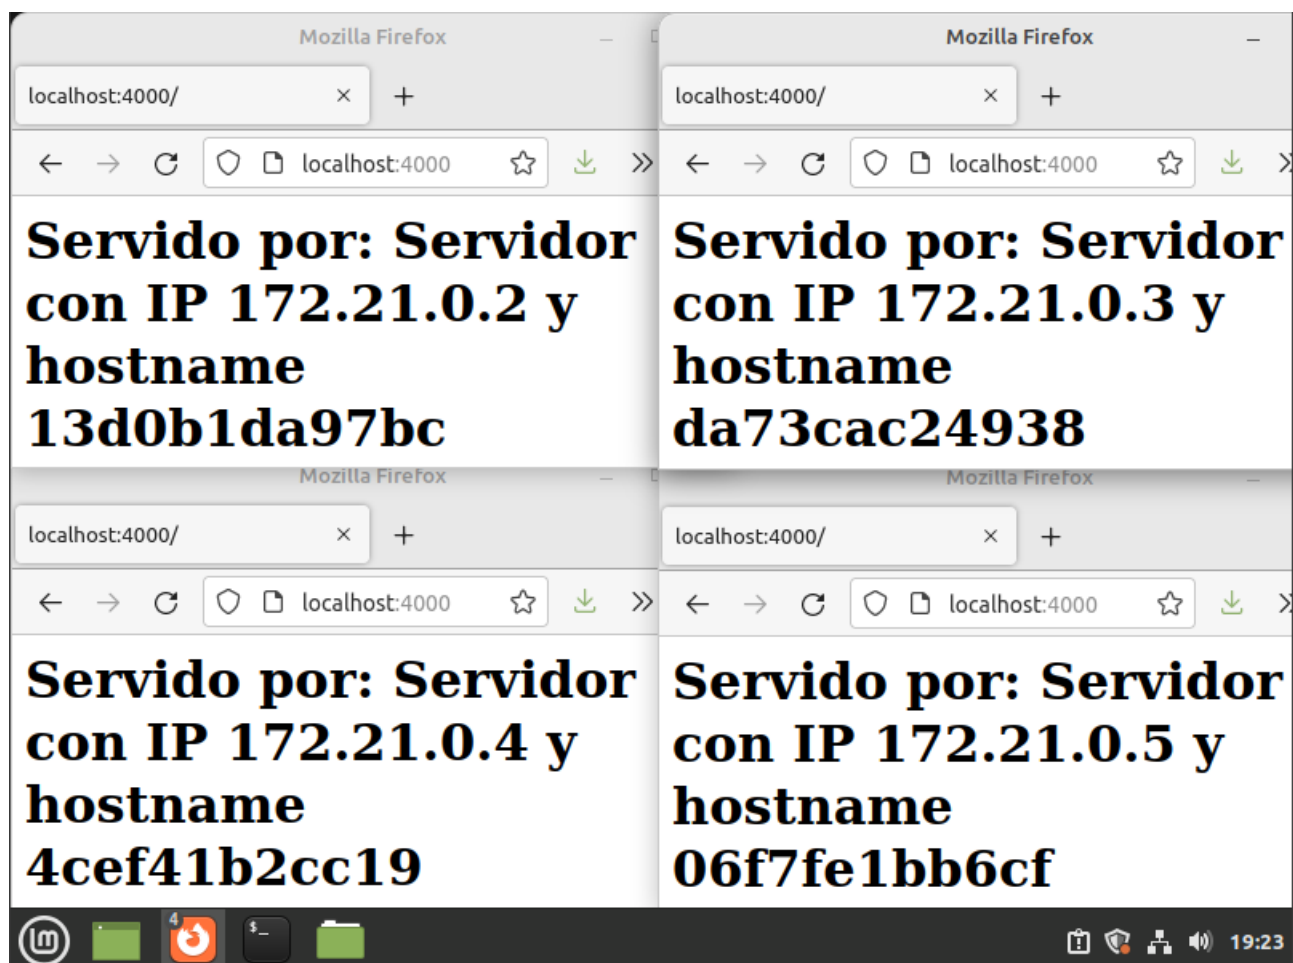 Mozilla Firefox
localhost:4000/
localhost:4000
Servido por: Servidor
con IP 172.21.0.2 y
hostname
13d0b1da97bc
Mozilla Firefox
localhost:4000/
localhost:4000
Servido por: Servidor
con IP 172.21.0.3 y
hostname
da73cac24938
Mozilla Firefox
localhost:4000/
localhost:4000
Servido por: Servidor
con IP 172.21.0.4 y
hostname
4cef41b2cc19
Mozilla Firefox
localhost:4000/
localhost:4000
Servido por: Servidor
con IP 172.21.0.5 y
hostname
06f7fe1bb6cf
4
$_
19:23